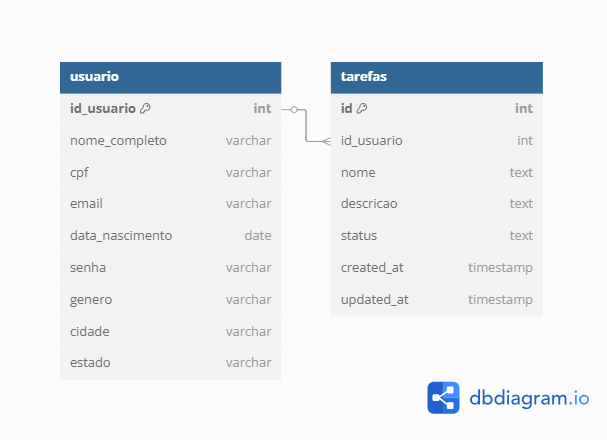 usuario
id_usuario int
nome_completo varchar
cpf varchar
email varchar
data_nascimento date
senha varchar
genero varchar
cidade varchar
estado varchar
tarefas
id int
id_usuario int
nome text
descricao text
status text
created_at timestamp
updated_at timestamp
dbdiagram.io